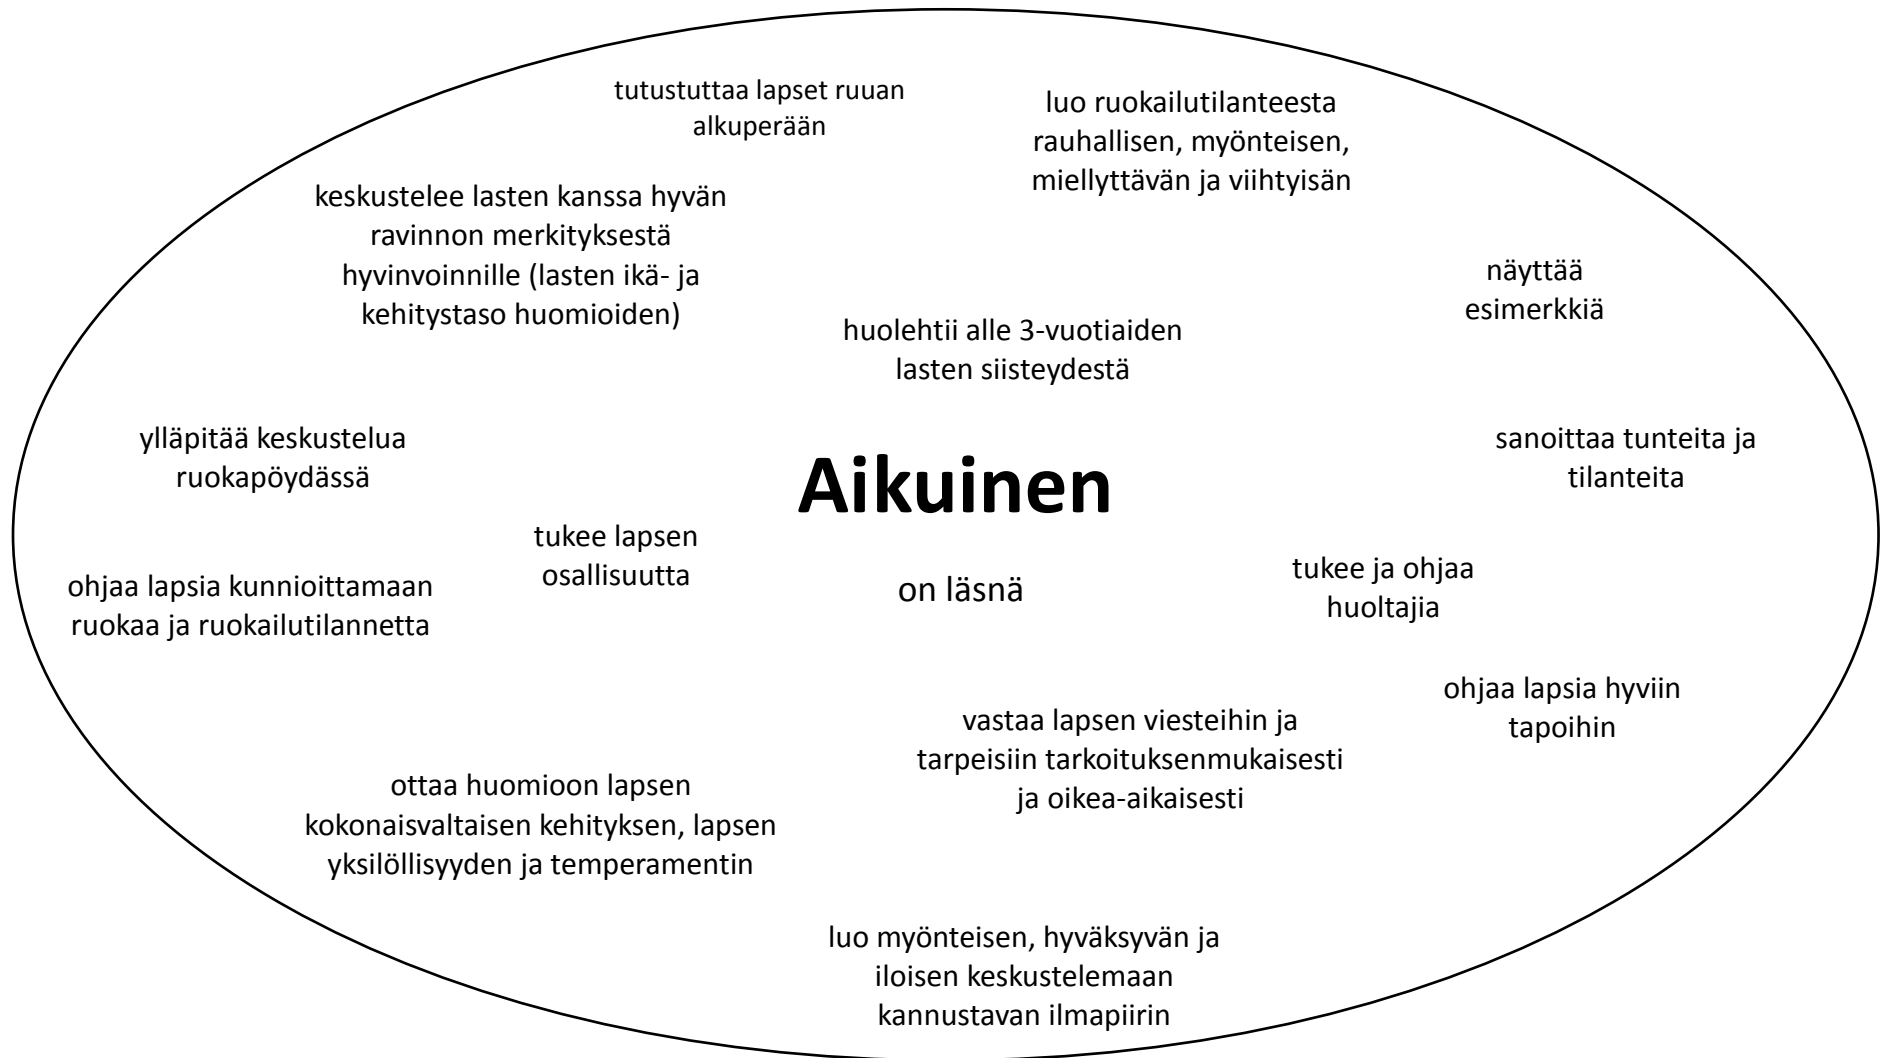 tutustuttaa lapset ruuan
alkuperään
luo ruokailutilanteesta
rauhallisen, myönteisen,
miellyttävän ja viihtyisän
keskustelee lasten kanssa hyvän
ravinnon merkityksestä
hyvinvoinnille (lasten ikä- ja
kehitystaso huomioiden)
näyttää
esimerkkiä
huolehtii alle 3-vuotiaiden
lasten siisteydestä
ylläpitää keskustelua
ruokapöydässä
Aikuinen
sanoittaa tunteita ja
tilanteita
tukee lapsen
osallisuutta
on läsnä
tukee ja ohjaa
huoltajia
ohjaa lapsia kunnioittamaan
ruokaa ja ruokailutilannetta
ohjaa lapsia hyviin
tapoihin
vastaa lapsen viesteihin ja
tarpeisiin tarkoituksenmukaisesti
ja oikea-aikaisesti
ottaa huomioon lapsen
kokonaisvaltaisen kehityksen, lapsen
yksilöllisyyden ja temperamentin
luo myönteisen, hyväksyvän ja
iloisen keskustelemaan
kannustavan ilmapiirin